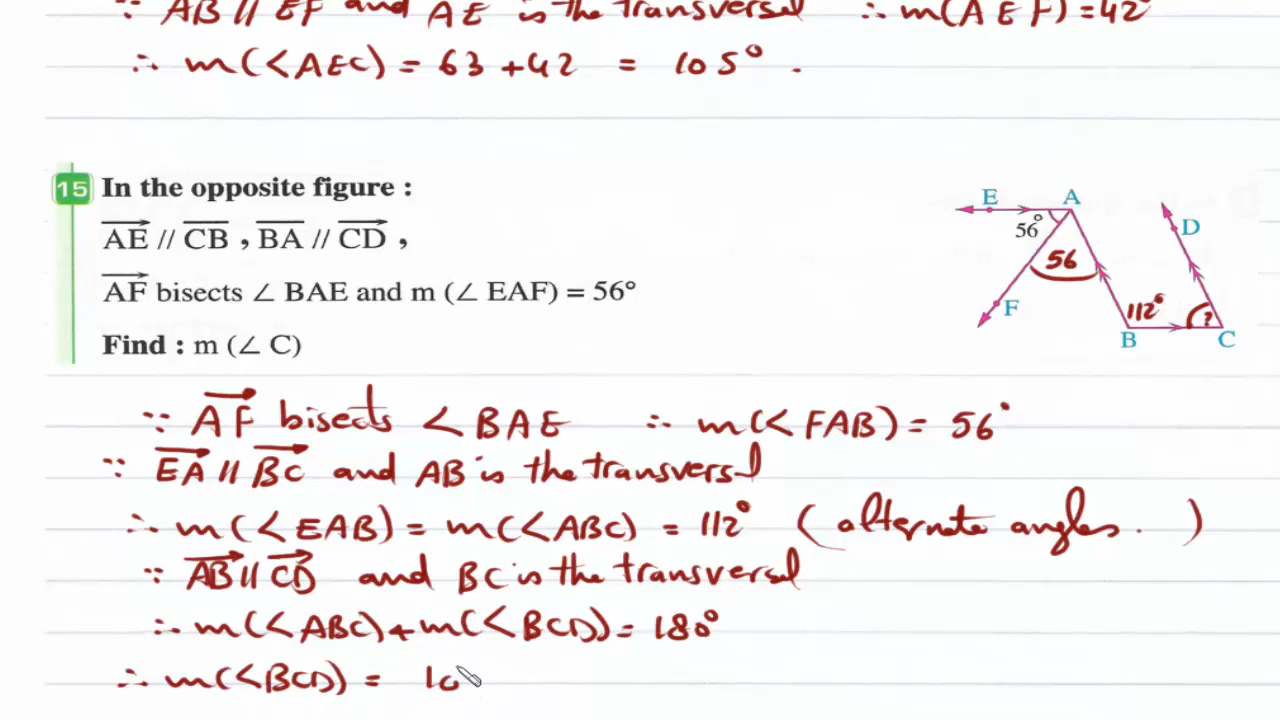 ∵ AB // EF and AE is the transversal ∴ m(AEF) = 42°
∴ m(<AEC) = 63 + 42 = 105° .
15 In the opposite figure :
AE // CB , BA // CD ,
AF bisects ∠ BAE and m (∠ EAF) = 56°
Find : m (∠ C)
E A
D
56°
56
F
112°
?
B C
∵ AF bisects < BAE ∴ m(< FAB) = 56°
∵ EA // BC and AB is the transversl
∴ m(<EAB) = m(<ABC) = 112° (alternate angles. )
∵ AB // CD and BC is the transversal
∴ m(<ABC) + m(<BCD) = 180°
∴ m(<BCD) = 10